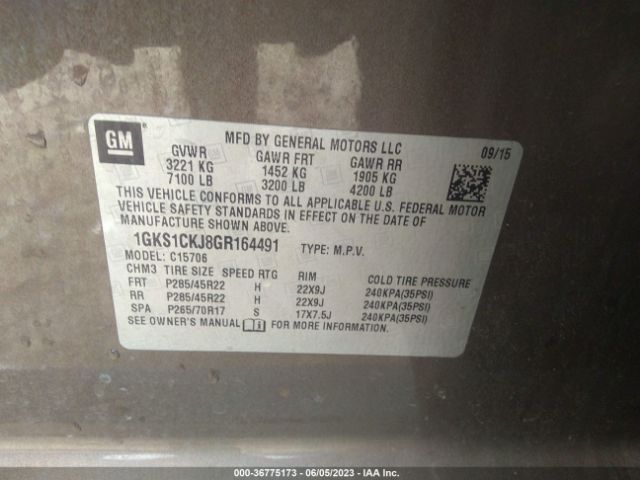 GM
MFD BY GENERAL MOTORS LLC
09/15
GVWR GAWR FRT GAWR RR
3221 KG 1452 KG 1905 KG
7100 LB 3200 LB 4200 LB
THIS VEHICLE CONFORMS TO ALL APPLICABLE U.S. FEDERAL MOTOR
VEHICLE SAFETY STANDARDS IN EFFECT ON THE DATE OF
MANUFACTURE SHOWN ABOVE.
1GKS1CKJ8GR164491 TYPE: M.P.V.
MODEL: C15706
CHM3 TIRE SIZE SPEED RTG RIM COLD TIRE PRESSURE
FRT P285/45R22 H 22X9J 240KPA(35PSI)
RR P285/45R22 H 22X9J 240KPA(35PSI)
SPA P265/70R17 S 17X7.5J 240KPA(35PSI)
SEE OWNER'S MANUAL FOR MORE INFORMATION.
000-36775173 - 06/05/2023 - IAA Inc.